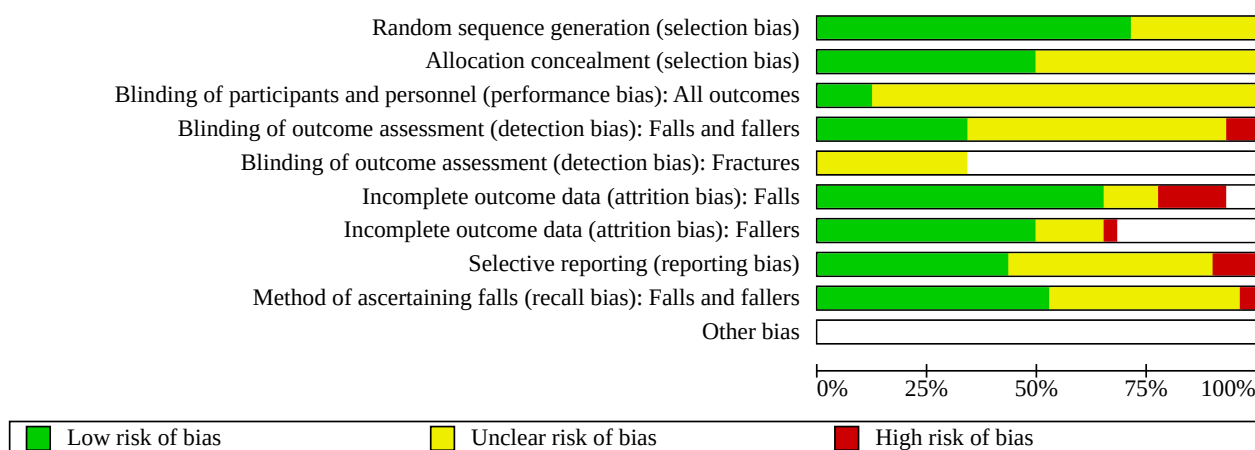 Random sequence generation (selection bias)
Allocation concealment (selection bias)
Blinding of participants and personnel (performance bias): All outcomes
Blinding of outcome assessment (detection bias): Falls and fallers
Blinding of outcome assessment (detection bias): Fractures
Incomplete outcome data (attrition bias): Falls
Incomplete outcome data (attrition bias): Fallers
Selective reporting (reporting bias)
Method of ascertaining falls (recall bias): Falls and fallers
Other bias
0% 25% 50% 75% 100%
Low risk of bias Unclear risk of bias High risk of bias